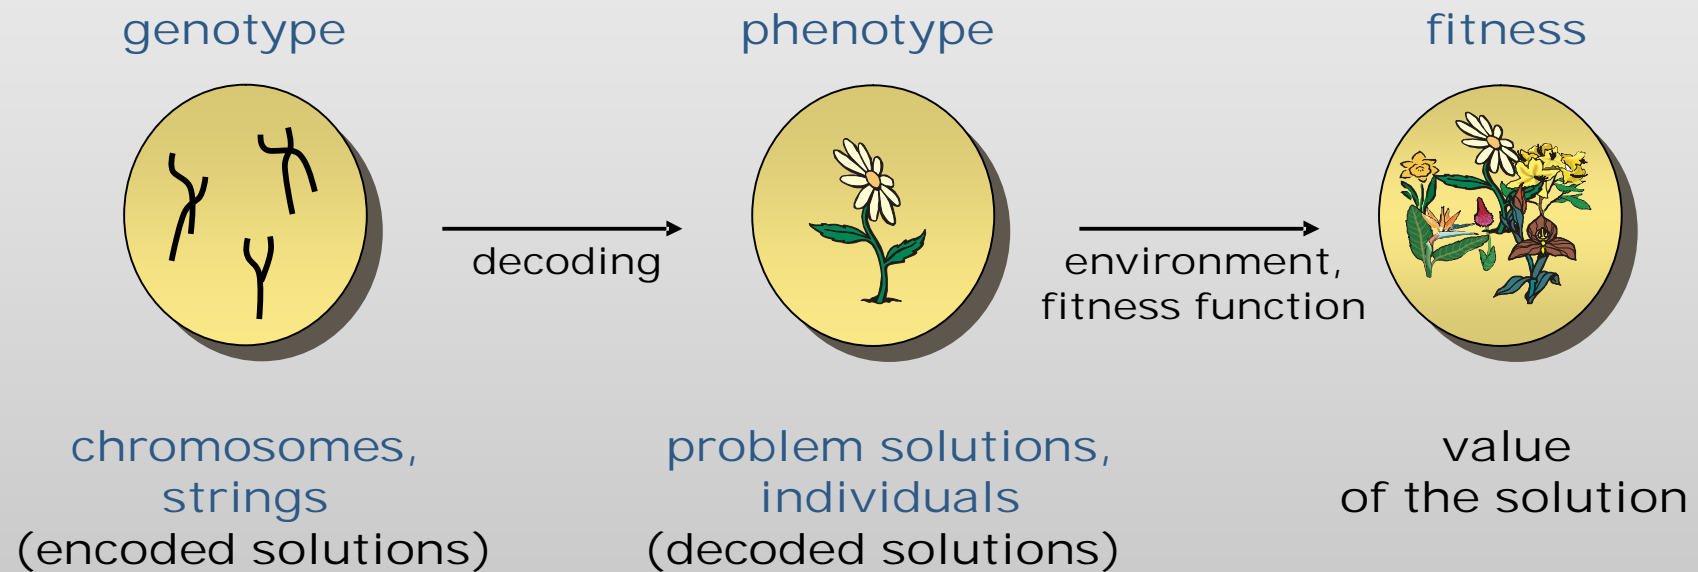 genotype
phenotype
fitness
decoding
environment,
fitness function
chromosomes,
strings
(encoded solutions)
problem solutions,
individuals
(decoded solutions)
value
of the solution